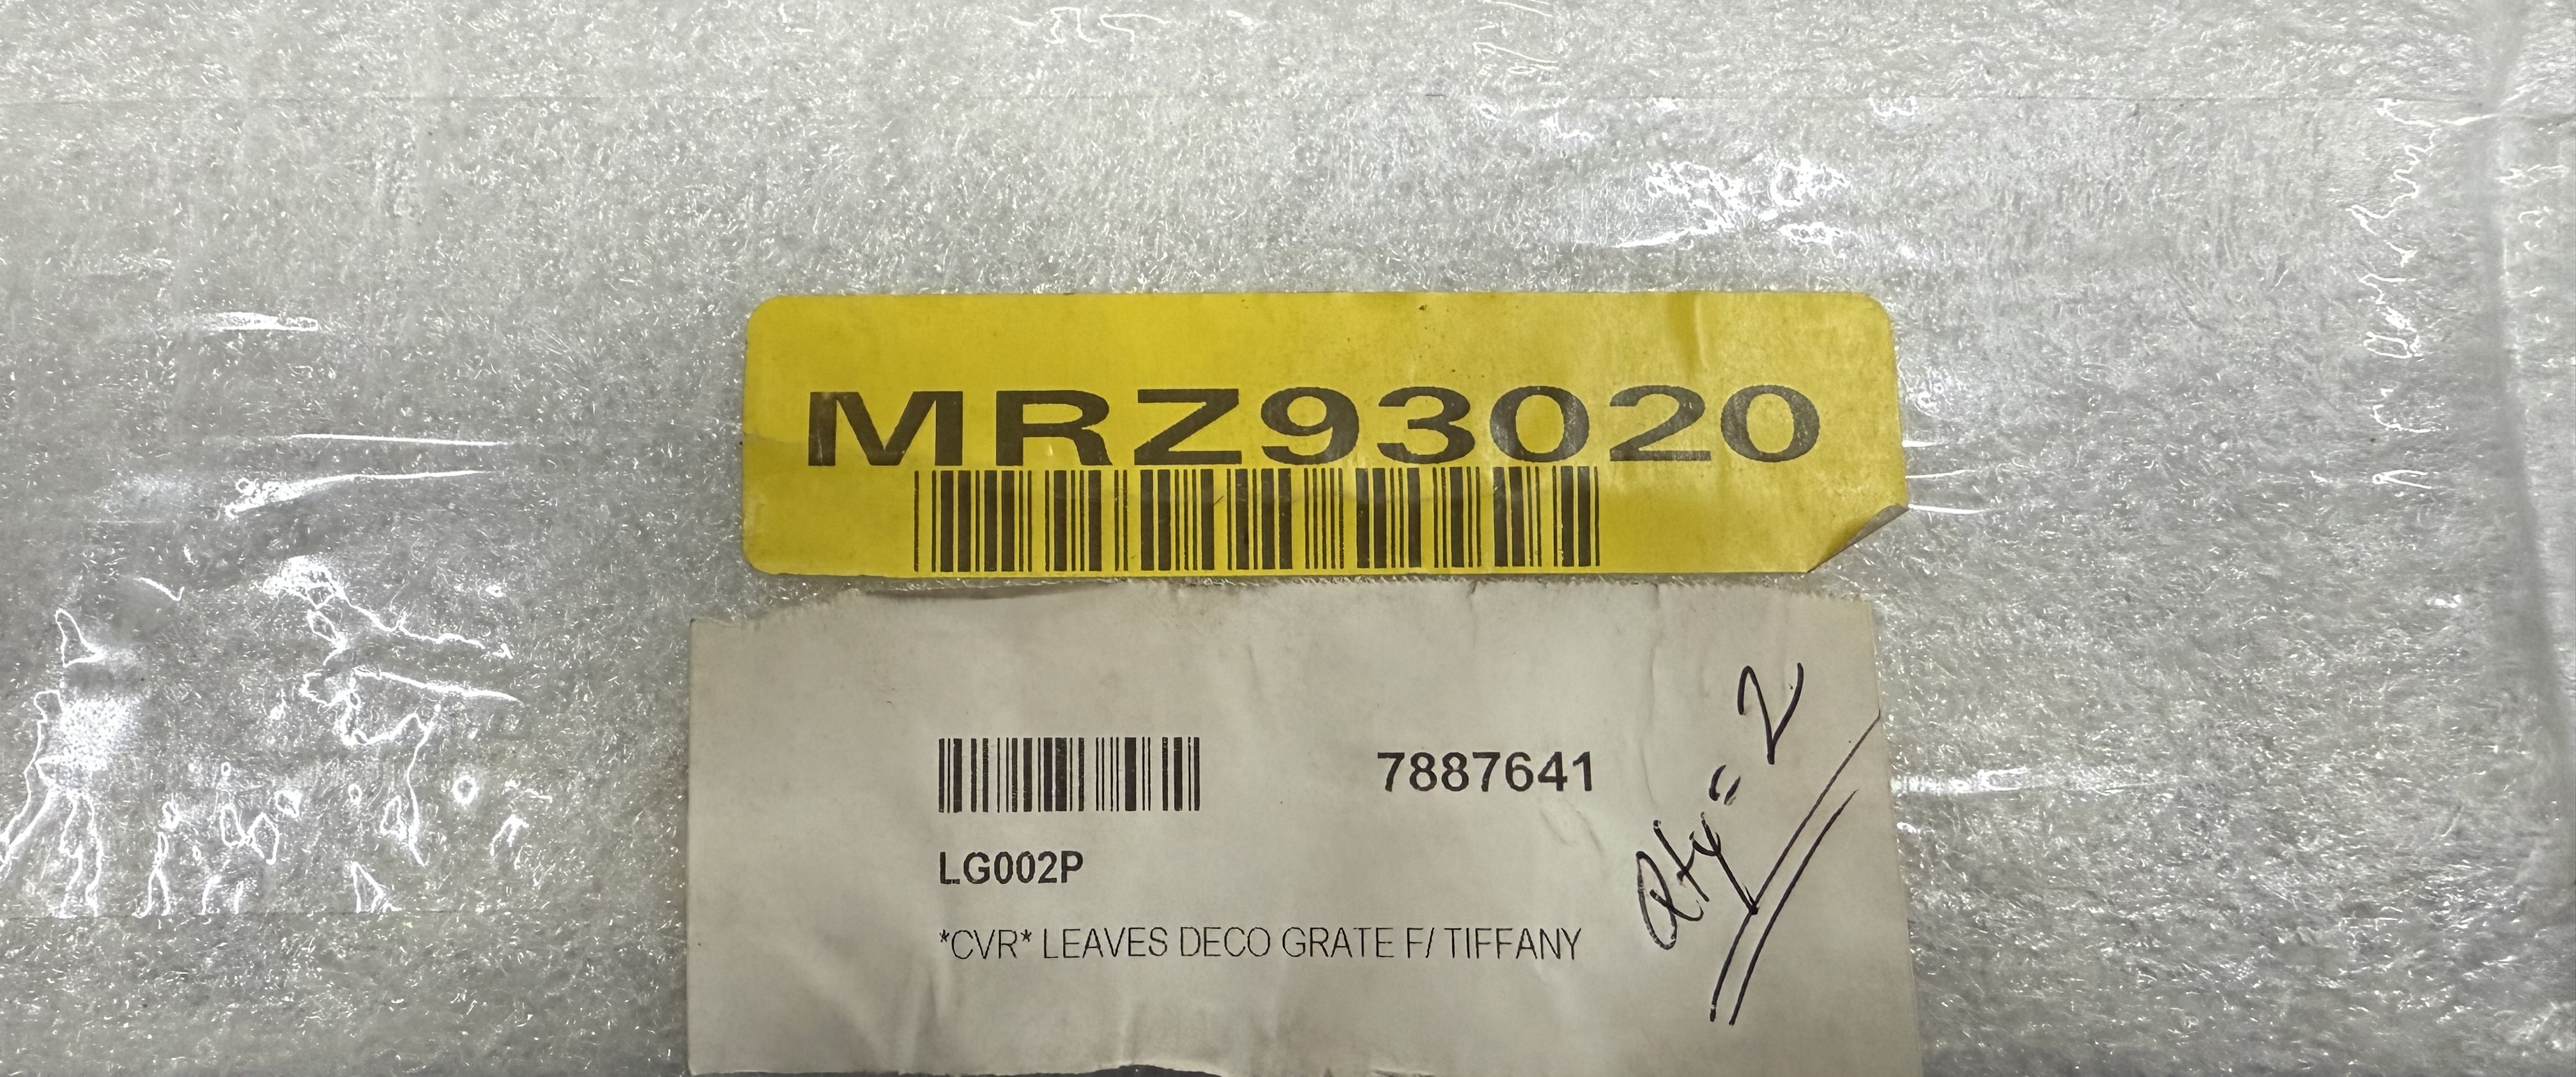 MRZ93020
7887641
LG002P
*CVR* LEAVES DECO GRATE F/ TIFFANY
Qty = 2